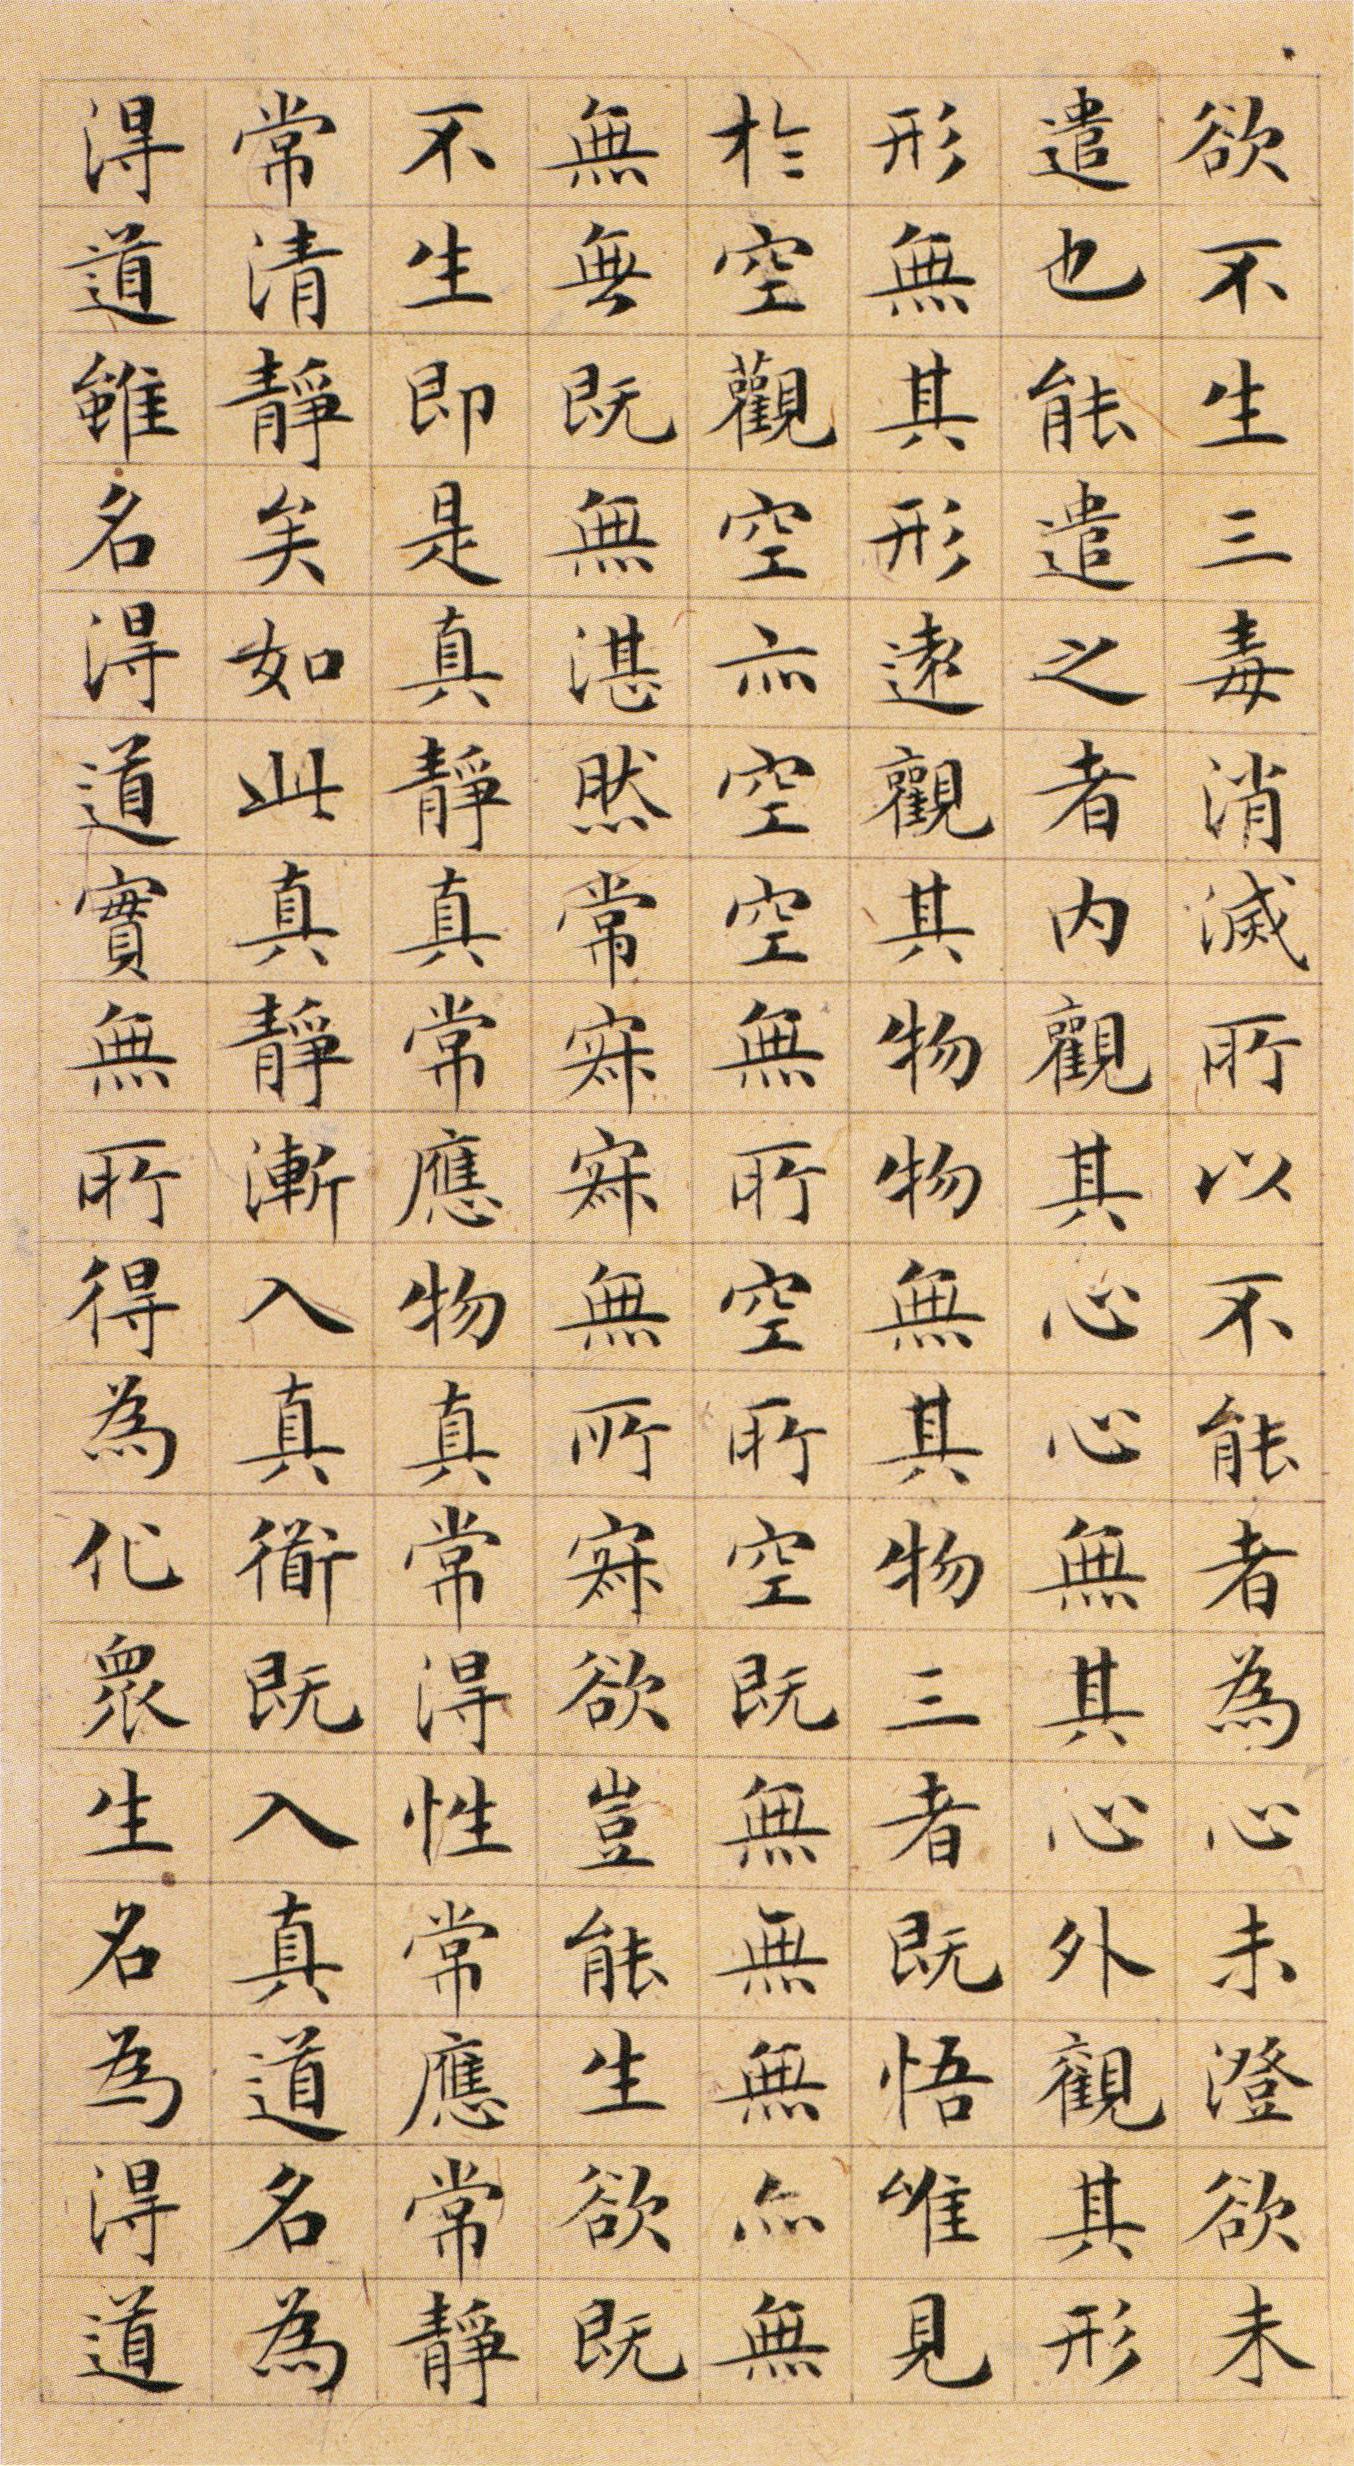 欲不生三毒消滅所以不能者為心未澄欲未
遣也能遣之者内觀其心心無其心外觀其形
形無其形遠觀其物物無其物三者既悟唯見
於空觀空亦空空無所空所空既無無無亦無
無無既無湛然常寂寂無所寂欲豈能生欲既
不生即是真靜真常應物真常得性常應常靜
常清靜矣如此真靜漸入真衟既入真道名為
得道雖名得道實無所得為化眾生名為得道